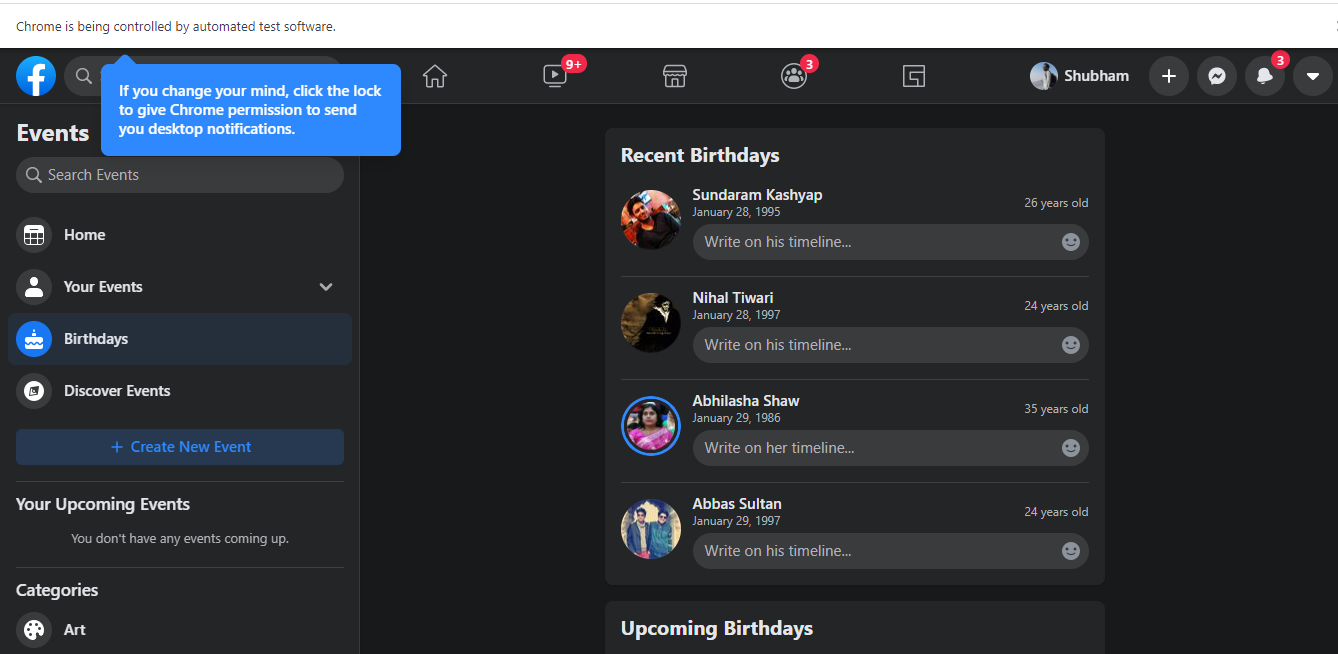 Chrome is being controlled by automated test software.
If you change your mind, click the lock
to give Chrome permission to send
you desktop notifications.
9+
3
Shubham
3
Events
Search Events
Home
Your Events
Birthdays
Discover Events
+ Create New Event
Your Upcoming Events
You don't have any events coming up.
Categories
Art
Recent Birthdays
Sundaram Kashyap
January 28, 1995
26 years old
Write on his timeline...
Nihal Tiwari
January 28, 1997
24 years old
Write on his timeline...
Abhilasha Shaw
January 29, 1986
35 years old
Write on her timeline...
Abbas Sultan
January 29, 1997
24 years old
Write on his timeline...
Upcoming Birthdays